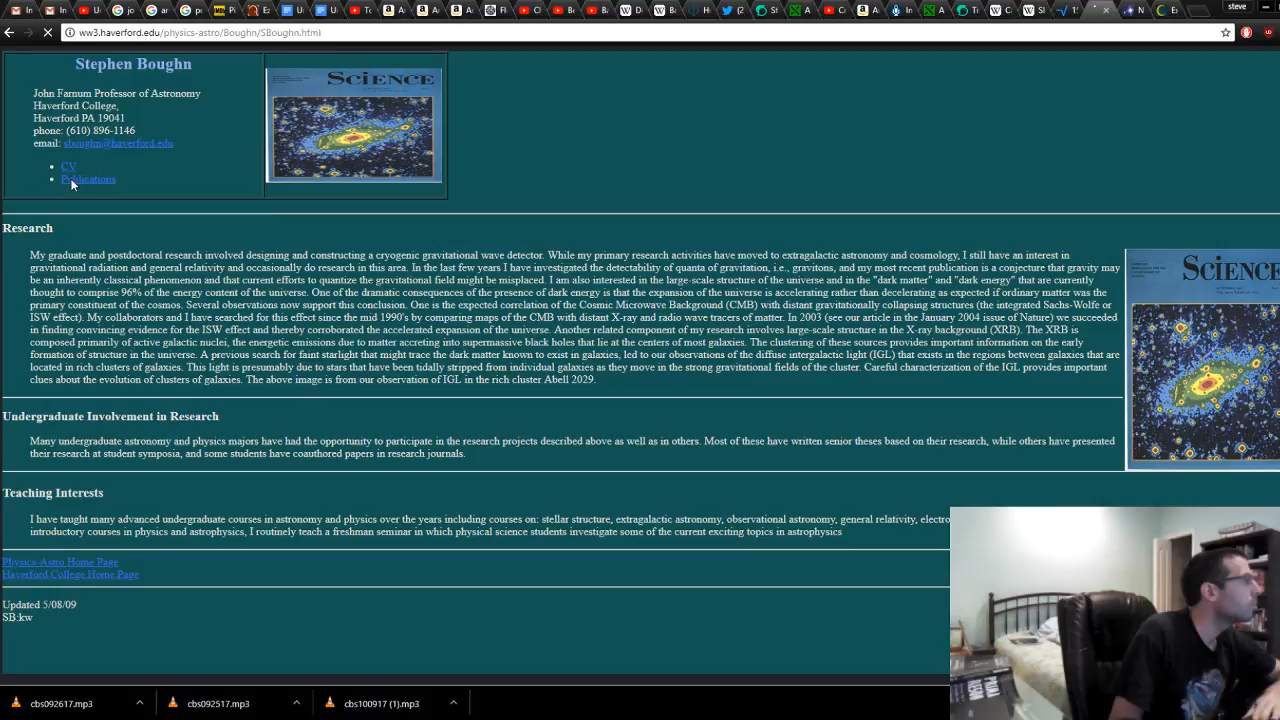 steve
ww3.haverford.edu/physics-astro/Boughn/SBoughn.html
Stephen Boughn
John Farnum Professor of Astronomy
Haverford College,
Haverford PA 19041
phone: (610) 896-1146
email: sboughn@haverford.edu
CV
Publications
SCIENCE
Research
My graduate and postdoctoral research involved designing and constructing a cryogenic gravitational wave detector. While my primary research activities have moved to extragalactic astronomy and cosmology, I still have an interest in
gravitational radiation and general relativity and occasionally do research in this area. In the last few years I have investigated the detectability of quanta of gravitation, i.e., gravitons, and my most recent publication is a conjecture that gravity may
be an inherently classical phenomenon and that current efforts to quantize the gravitational field might be misplaced. I am also interested in the large-scale structure of the universe and in the "dark matter" and "dark energy" that are currently
thought to comprise 96% of the energy content of the universe. One of the dramatic consequences of the presence of dark energy is that the expansion of the universe is accelerating rather than decelerating as expected if ordinary matter was the
primary constituent of the cosmos. Several observations now support this conclusion. One is the expected correlation of the Cosmic Microwave Background (CMB) with distant gravitationally collapsing structures (the integrated Sachs-Wolfe or
ISW effect). My collaborators and I have searched for this effect since the mid 1990's by comparing maps of the CMB with distant X-ray and radio wave tracers of matter. In 2003 (see our article in the January 2004 issue of Nature) we succeeded
in finding convincing evidence for the ISW effect and thereby corroborated the accelerated expansion of the universe. Another related component of my research involves large-scale structure in the X-ray background (XRB). The XRB is
composed primarily of active galactic nuclei, the energetic emissions due to matter accreting into supermassive black holes that lie at the centers of most galaxies. The clustering of these sources provides important information on the early
formation of structure in the universe. A previous search for faint starlight that might trace the dark matter known to exist in galaxies, led to our observations of the diffuse intergalactic light (IGL) that exists in the regions between galaxies that are
located in rich clusters of galaxies. This light is presumably due to stars that have been tidally stripped from individual galaxies as they move in the strong gravitational fields of the cluster. Careful characterization of the IGL provides important
clues about the evolution of clusters of galaxies. The above image is from our observation of IGL in the rich cluster Abell 2029.
SCIENCE
Undergraduate Involvement in Research
Many undergraduate astronomy and physics majors have had the opportunity to participate in the research projects described above as well as in others. Most of these have written senior theses based on their research, while others have presented
their research at student symposia, and some students have coauthored papers in research journals.
Teaching Interests
I have taught many advanced undergraduate courses in astronomy and physics over the years including courses on: stellar structure, extragalactic astronomy, observational astronomy, general relativity, electro
introductory courses in physics and astrophysics, I routinely teach a freshman seminar in which physical science students investigate some of the current exciting topics in astrophysics
Physics-Astro Home Page
Haverford College Home Page
Updated 5/08/09
SB:kw
cbs092617.mp3
cbs092517.mp3
cbs100917 (1).mp3